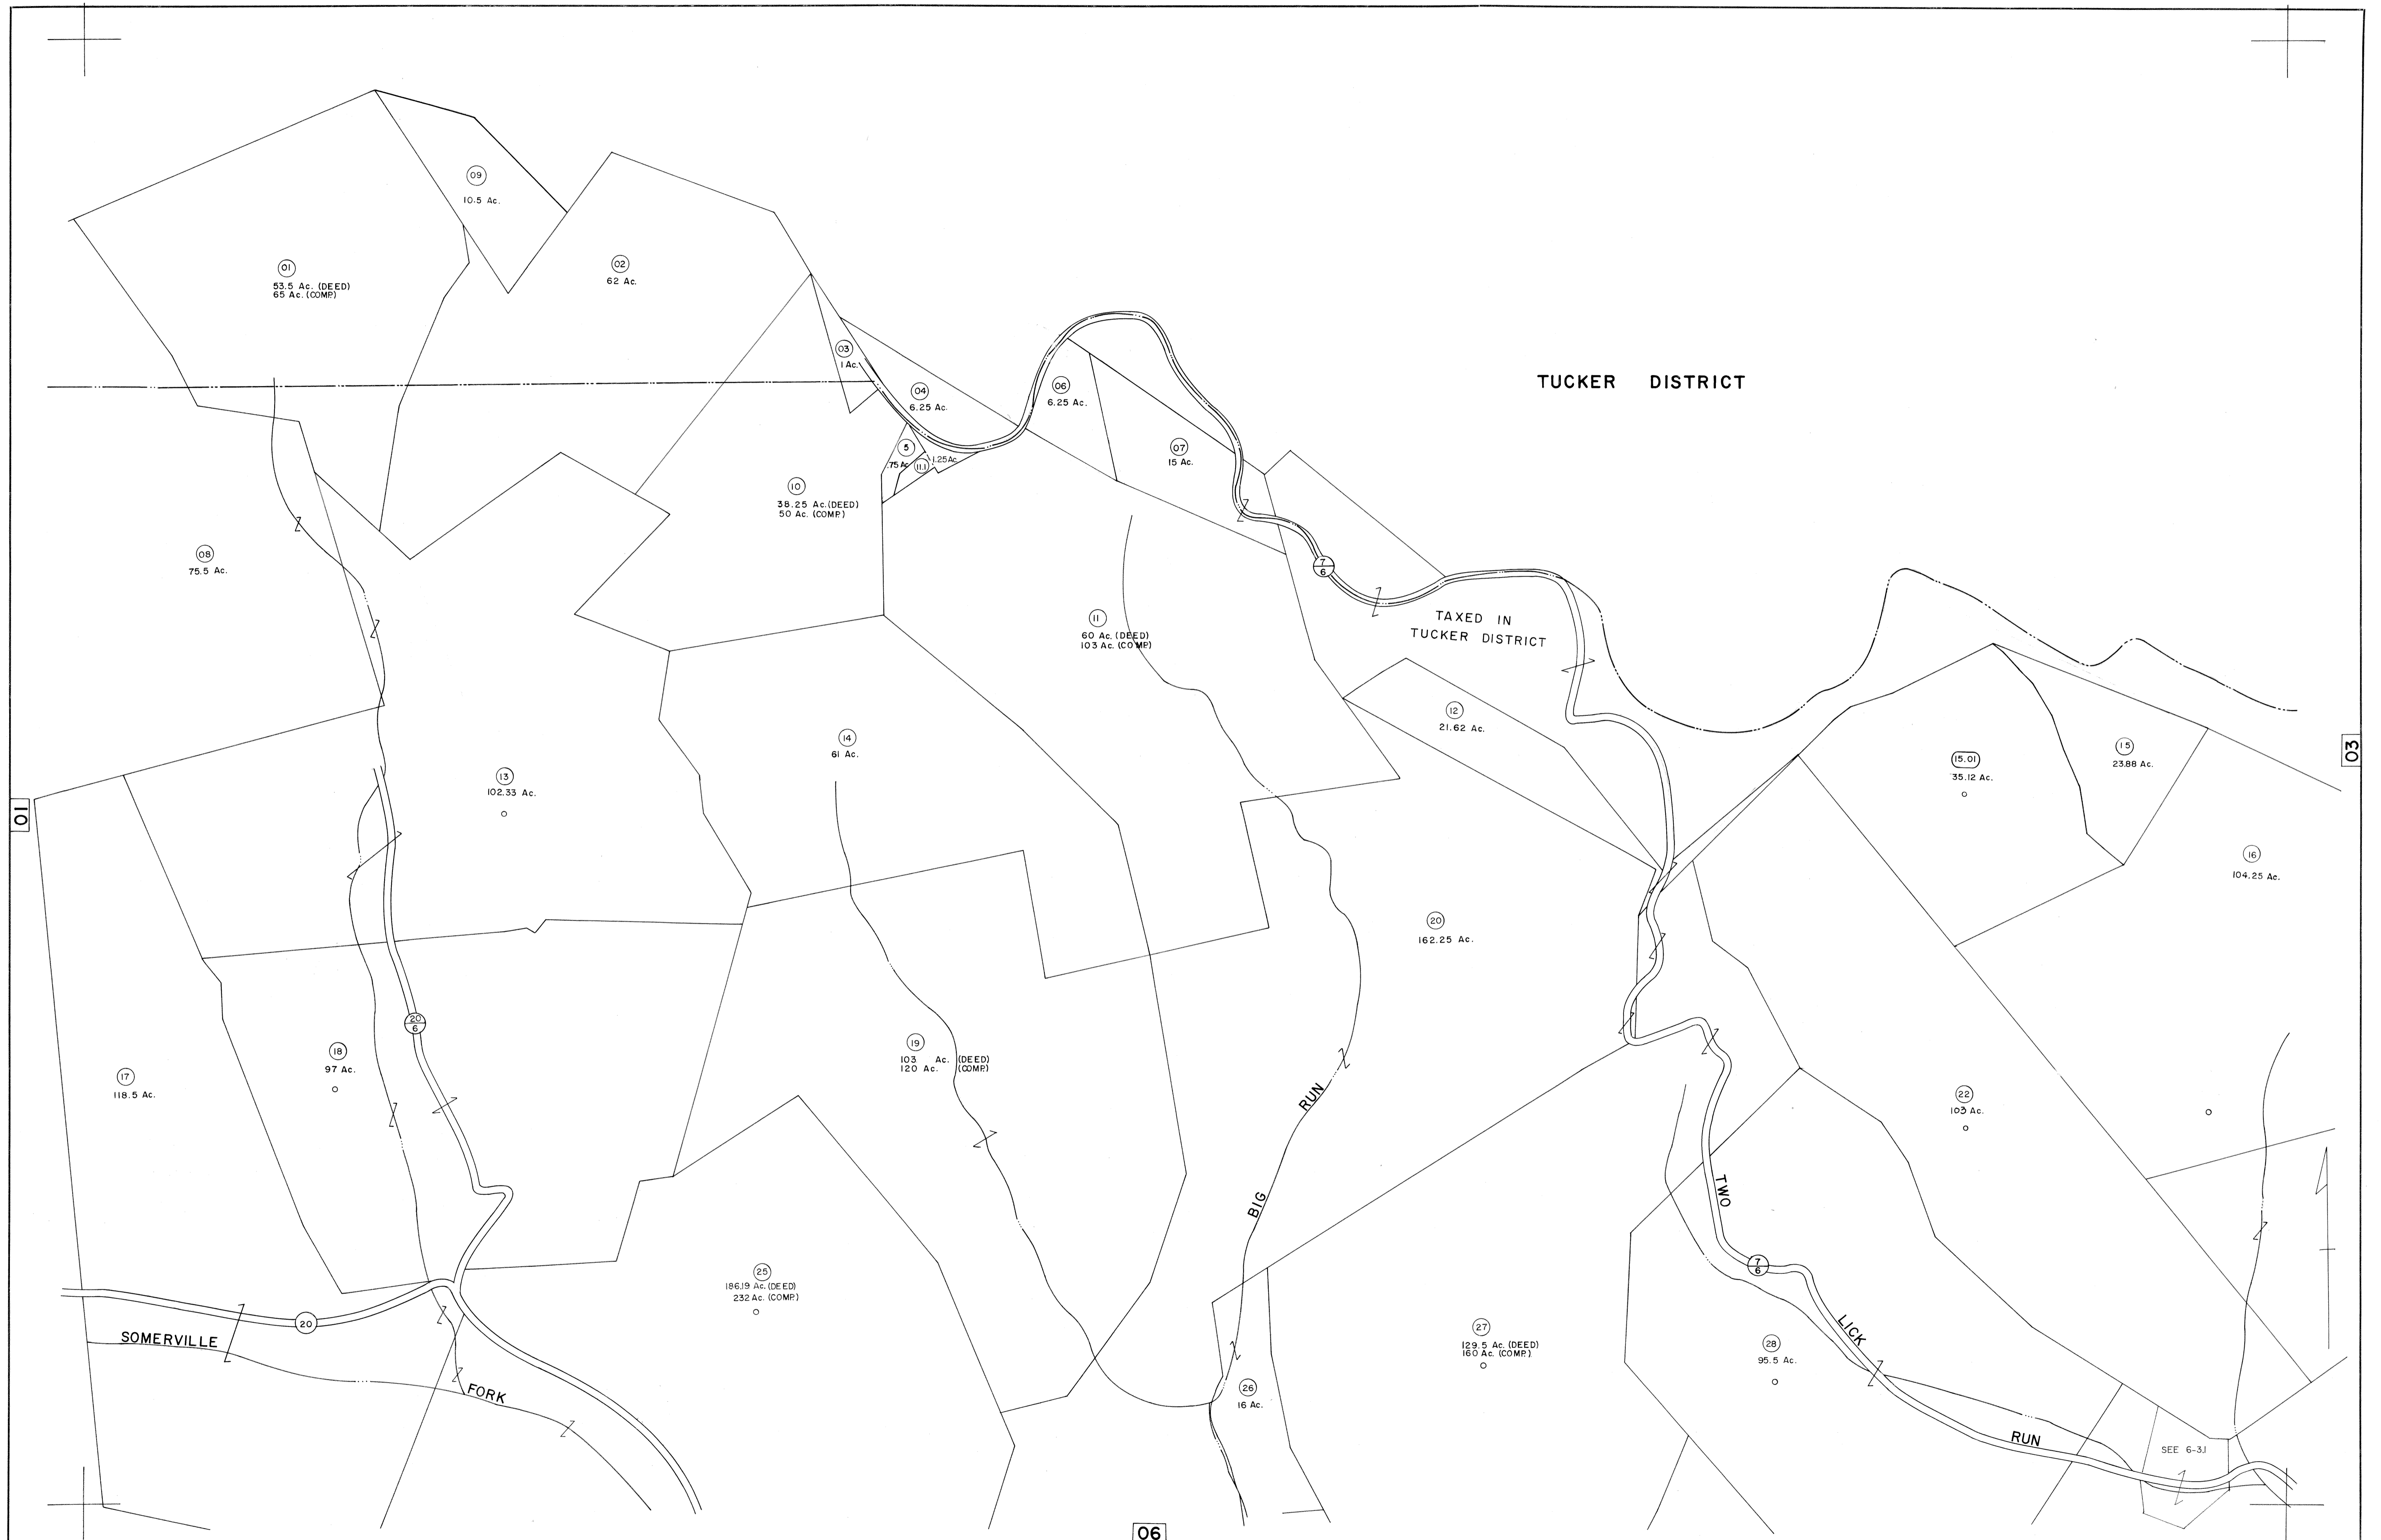 09
10.5 Ac.
01
53.5 Ac. (DEED)
65 Ac. (COMP.)
02
62 Ac.
03
1 Ac.
04
6.25 Ac.
06
6.25 Ac.
TUCKER DISTRICT
5
.75 Ac.
11.1
1.25 Ac.
07
15 Ac.
10
38.25 Ac. (DEED)
50 Ac. (COMP.)
08
75.5 Ac.
7
6
11
60 Ac. (DEED)
103 Ac. (COMP.)
TAXED IN
TUCKER DISTRICT
12
21.62 Ac.
14
61 Ac.
13
102.33 Ac.
15.01
35.12 Ac.
15
23.88 Ac.
03
01
16
104.25 Ac.
20
162.25 Ac.
20
6
18
97 Ac.
17
118.5 Ac.
19
103 Ac. (DEED)
120 Ac. (COMP.)
22
103 Ac.
BIG RUN
25
186.19 Ac. (DEED)
232 Ac. (COMP.)
7
6
20
SOMERVILLE
FORK
27
129.5 Ac. (DEED)
160 Ac. (COMP.)
26
16 Ac.
28
95.5 Ac.
TWO
LICK
RUN
SEE 6-3.1
06